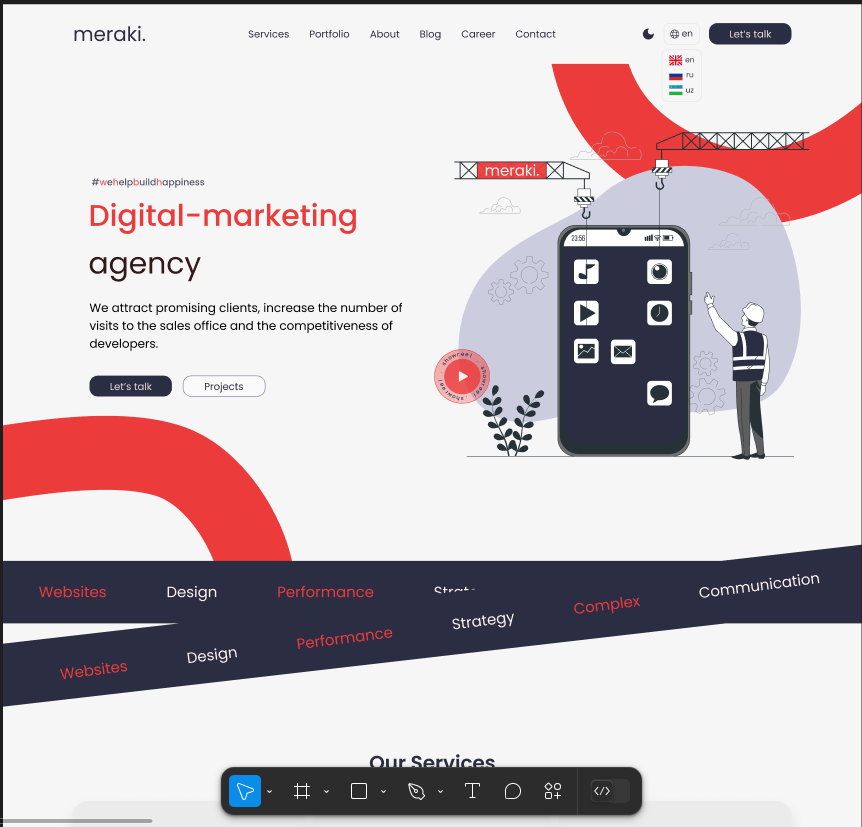 meraki.
Services Portfolio About Blog Career Contact
en
Let's talk
en
ru
uz
#wehelpbuildhappiness
Digital-marketing
agency
We attract promising clients, increase the number of
visits to the sales office and the competitiveness of
developers.
Let's talk
Projects
meraki.
23:56
showreel showreel showreel
Websites Design Performance
Websites Design Performance Strategy Complex Communication
Our Services